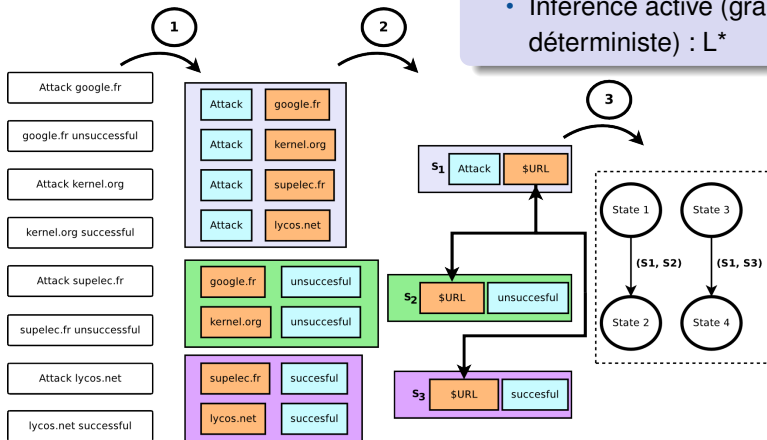 • Inférence active (gra
déterministe) : L*
1
2
3
Attack google.fr
google.fr unsuccessful
Attack kernel.org
kernel.org successful
Attack supelec.fr
supelec.fr unsuccessful
Attack lycos.net
lycos.net successful
Attack google.fr
Attack kernel.org
Attack supelec.fr
Attack lycos.net
google.fr unsuccesful
kernel.org unsuccesful
supelec.fr succesful
lycos.net succesful
S1 Attack $URL
S2 $URL unsuccesful
S3 $URL succesful
State 1 State 3
(S1, S2) (S1, S3)
State 2 State 4